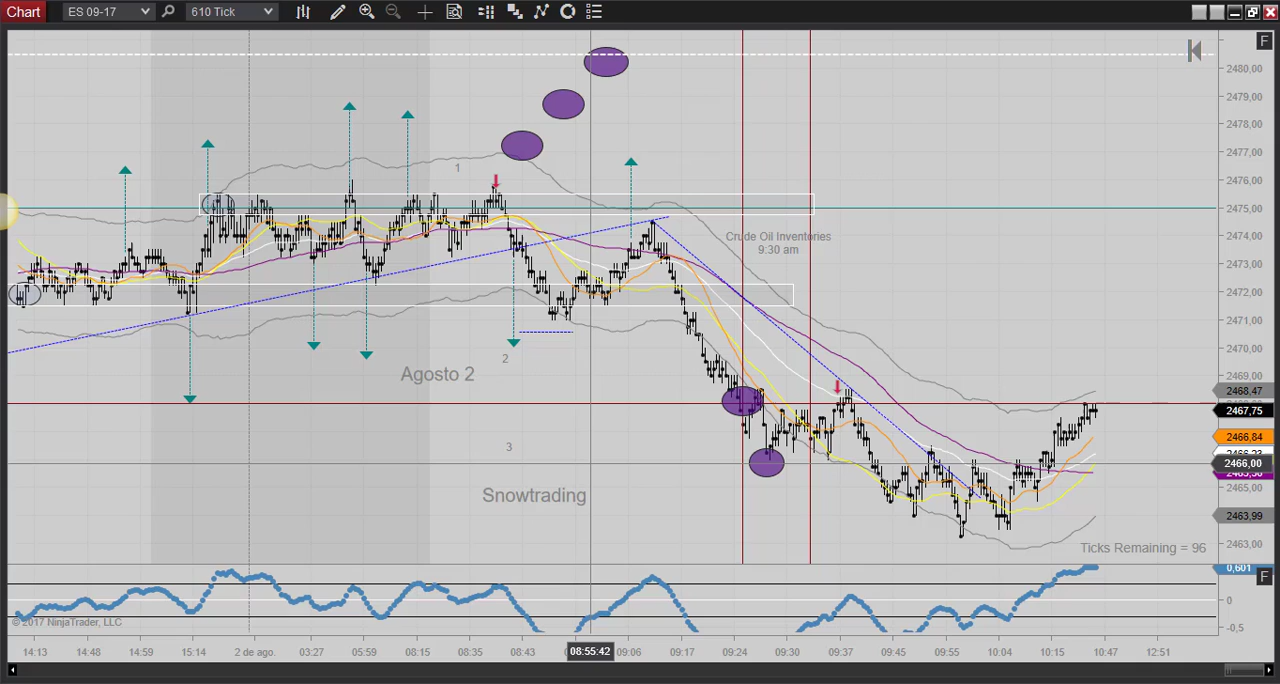 Chart ES 09-17 610 Tick
F
2480,00
2479,00
2478,00
2477,00
2476,00
2475,00
2474,00
2473,00
2472,00
2471,00
2470,00
2469,00
2468,47
2467,75
2466,84
2466,00
2465,00
2463,99
2463,00
1
Crude Oil Inventories
9:30 am
2
Agosto 2
3
Snowtrading
Ticks Remaining = 96
0,601
F
0
-0,5
© 2017 NinjaTrader, LLC
14:13 14:48 14:59 15:14 2 de ago. 03:27 05:59 08:15 08:35 08:43 08:55:42 09:06 09:17 09:24 09:30 09:37 09:45 09:55 10:04 10:15 10:47 12:51